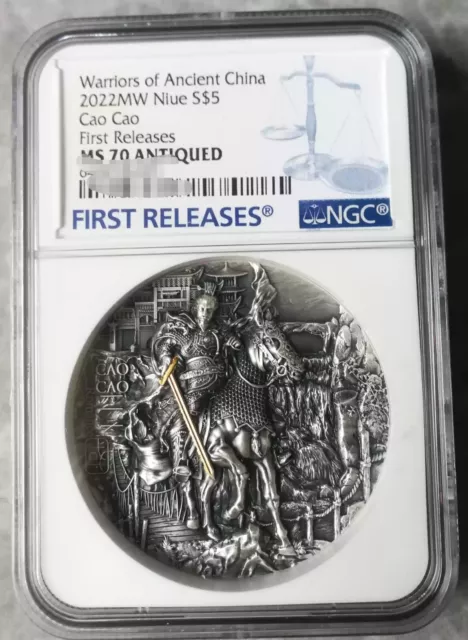 Warriors of Ancient China
2022MW Niue S$5
Cao Cao
First Releases
MS 70 ANTIQUED
FIRST RELEASES®
NGC®
CAO
CAO